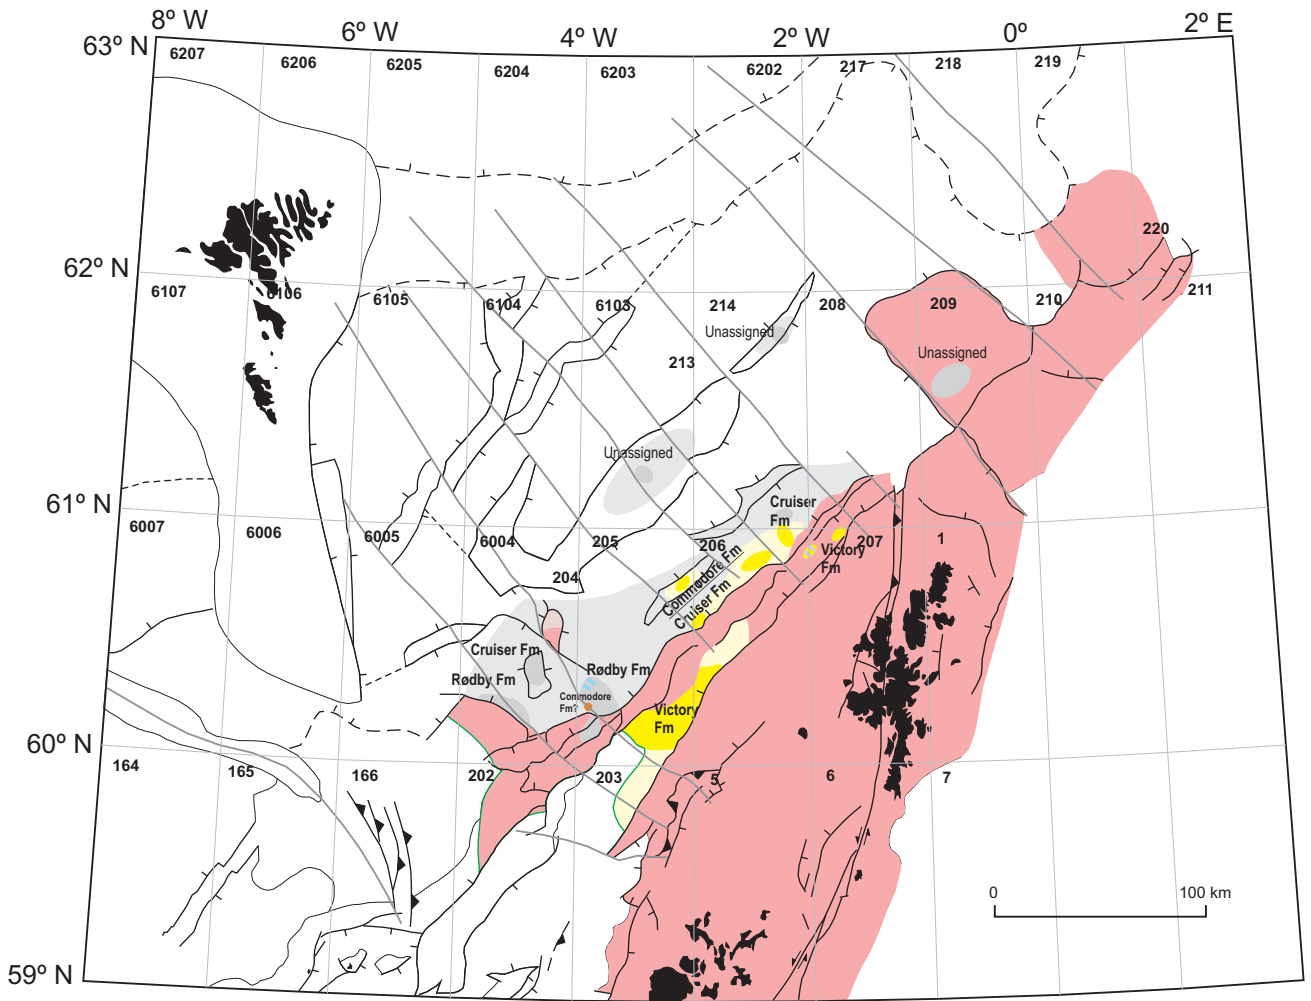 8º W
6º W
4º W
2º W
0º
2º E
63º N
6207
6206
6205
6204
6203
6202
217
218
219
220
62º N
6107
6106
6105
6104
6103
214
208
209
210
211
Unassigned
Unassigned
213
Unassigned
61º N
6007
6006
6005
6004
205
206
207
1
Cruiser
Fm
Victory
Fm
Commodore Fm
Cruiser Fm
204
Cruiser Fm
Rødby Fm
Rødby Fm
Commodore
Fm?
Victory
Fm
60º N
164
165
166
202
203
5
6
7
0
100 km
59º N